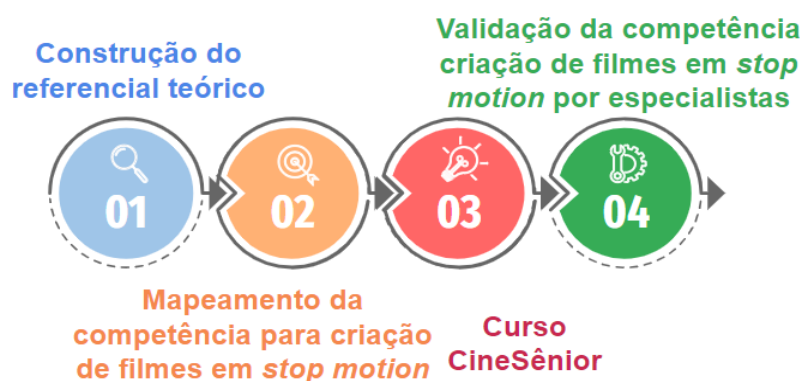 Construção do
referencial teórico
01
Mapeamento da
competência para criação
de filmes em stop motion
02
Curso
CineSênior
03
Validação da competência
criação de filmes em stop
motion por especialistas
04